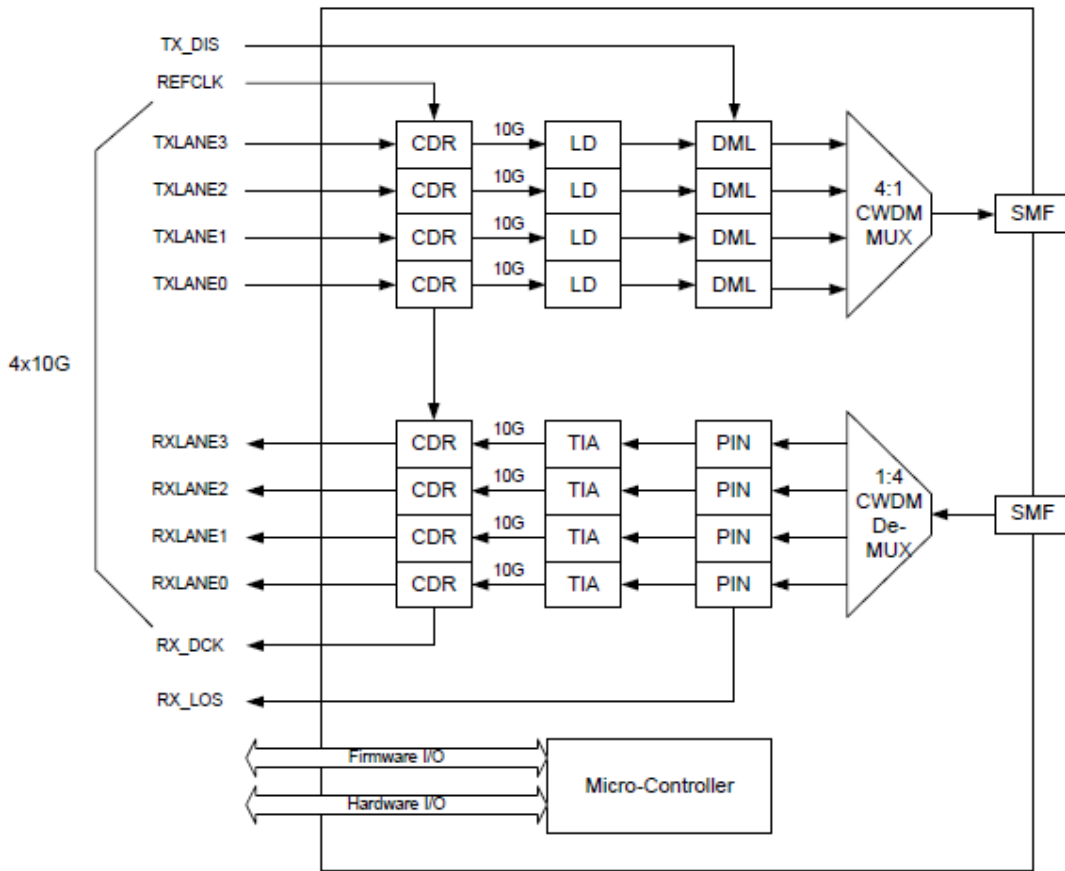 TX_DIS
REFCLK
TXLANE3
CDR
10G
LD
DML
TXLANE2
CDR
10G
LD
DML
TXLANE1
CDR
10G
LD
DML
TXLANE0
CDR
10G
LD
DML
4:1
CWDM
MUX
SMF
4x10G
RXLANE3
CDR
10G
TIA
PIN
RXLANE2
CDR
10G
TIA
PIN
RXLANE1
CDR
10G
TIA
PIN
RXLANE0
CDR
10G
TIA
PIN
1:4
CWDM
De-
MUX
SMF
RX_DCK
RX_LOS
Firmware I/O
Hardware I/O
Micro-Controller